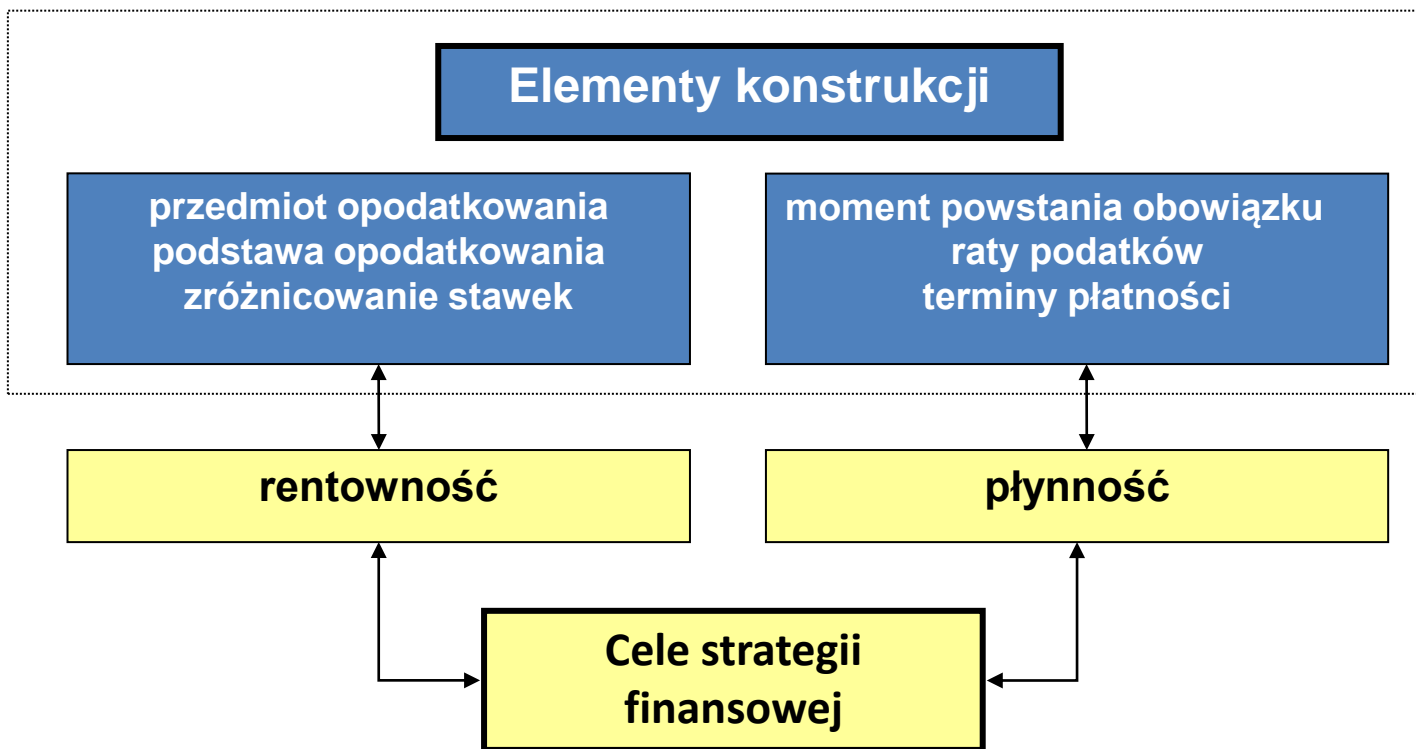 Elementy konstrukcji
przedmiot opodatkowania
podstawa opodatkowania
zróżnicowanie stawek
moment powstania obowiązku
raty podatków
terminy płatności
rentowność
płynność
Cele strategii
finansowej